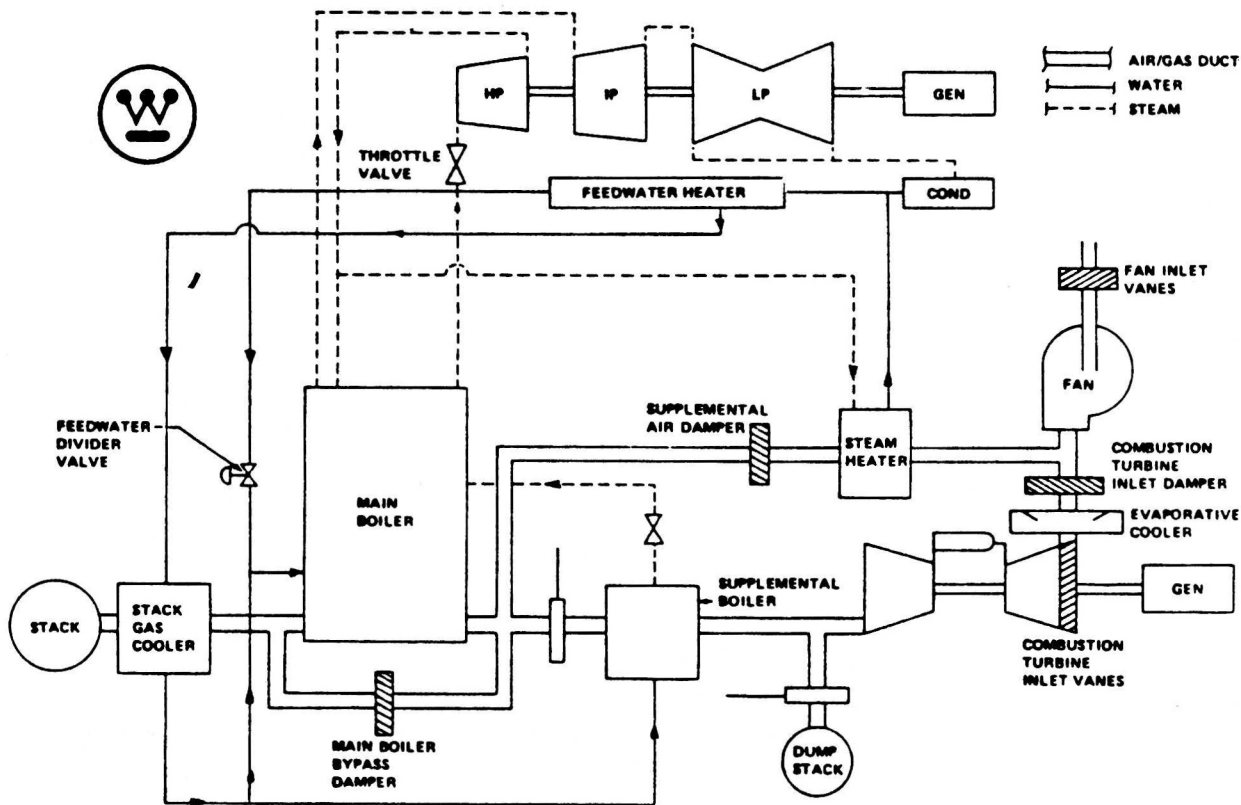 HP
IP
LP
GEN
AIR/GAS DUCT
WATER
STEAM
THROTTLE
VALVE
FEEDWATER HEATER
COND
FAN INLET
VANES
FAN
FEEDWATER
DIVIDER
VALVE
MAIN
BOILER
SUPPLEMENTAL
AIR DAMPER
STEAM
HEATER
COMBUSTION
TURBINE
INLET DAMPER
EVAPORATIVE
COOLER
STACK
STACK
GAS
COOLER
SUPPLEMENTAL
BOILER
GEN
COMBUSTION
TURBINE
INLET VANES
MAIN BOILER
BYPASS
DAMPER
DUMP
STACK